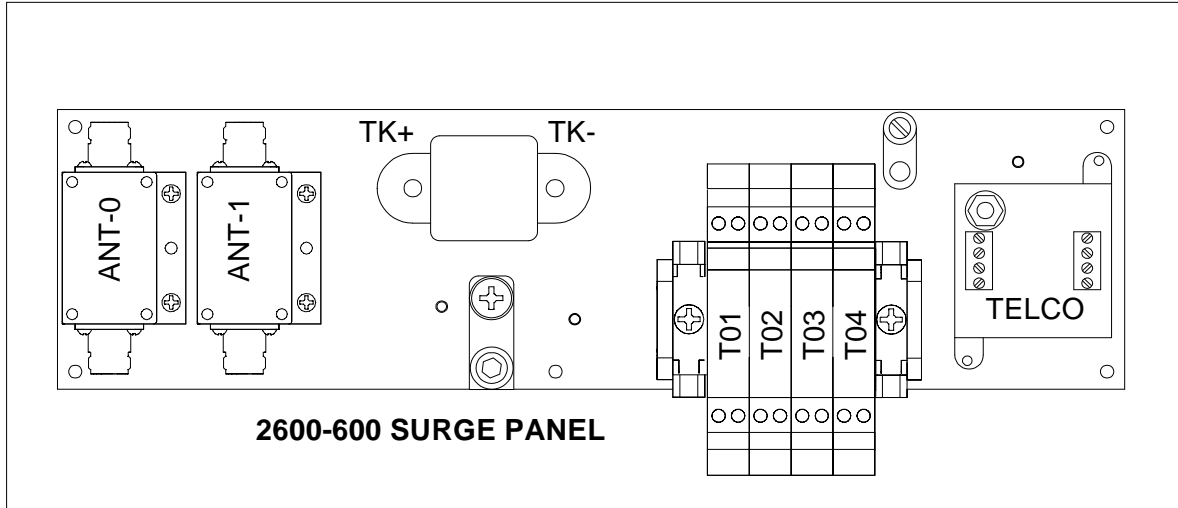 TK+ TK-
ANT-0
ANT-1
T01
T02
T03
T04
TELCO
2600-600 SURGE PANEL